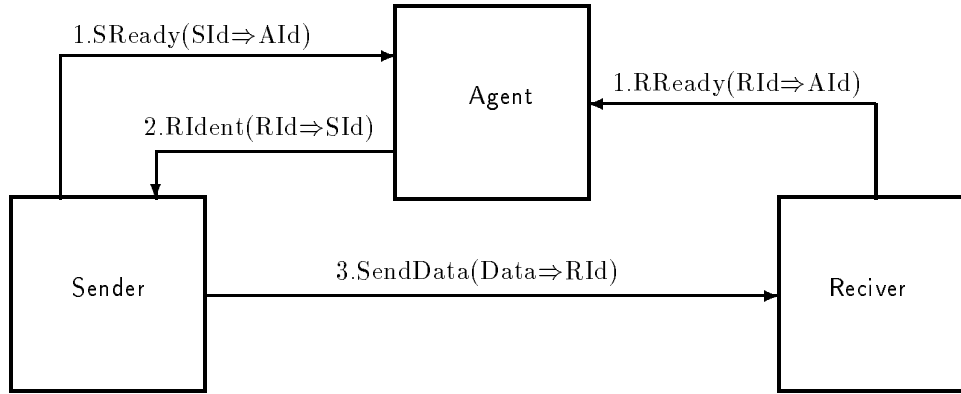 1.SReady(SId⇒AId)
Agent
1.RReady(RId⇒AId)
2.RIdent(RId⇒SId)
3.SendData(Data⇒RId)
Sender
Reciver